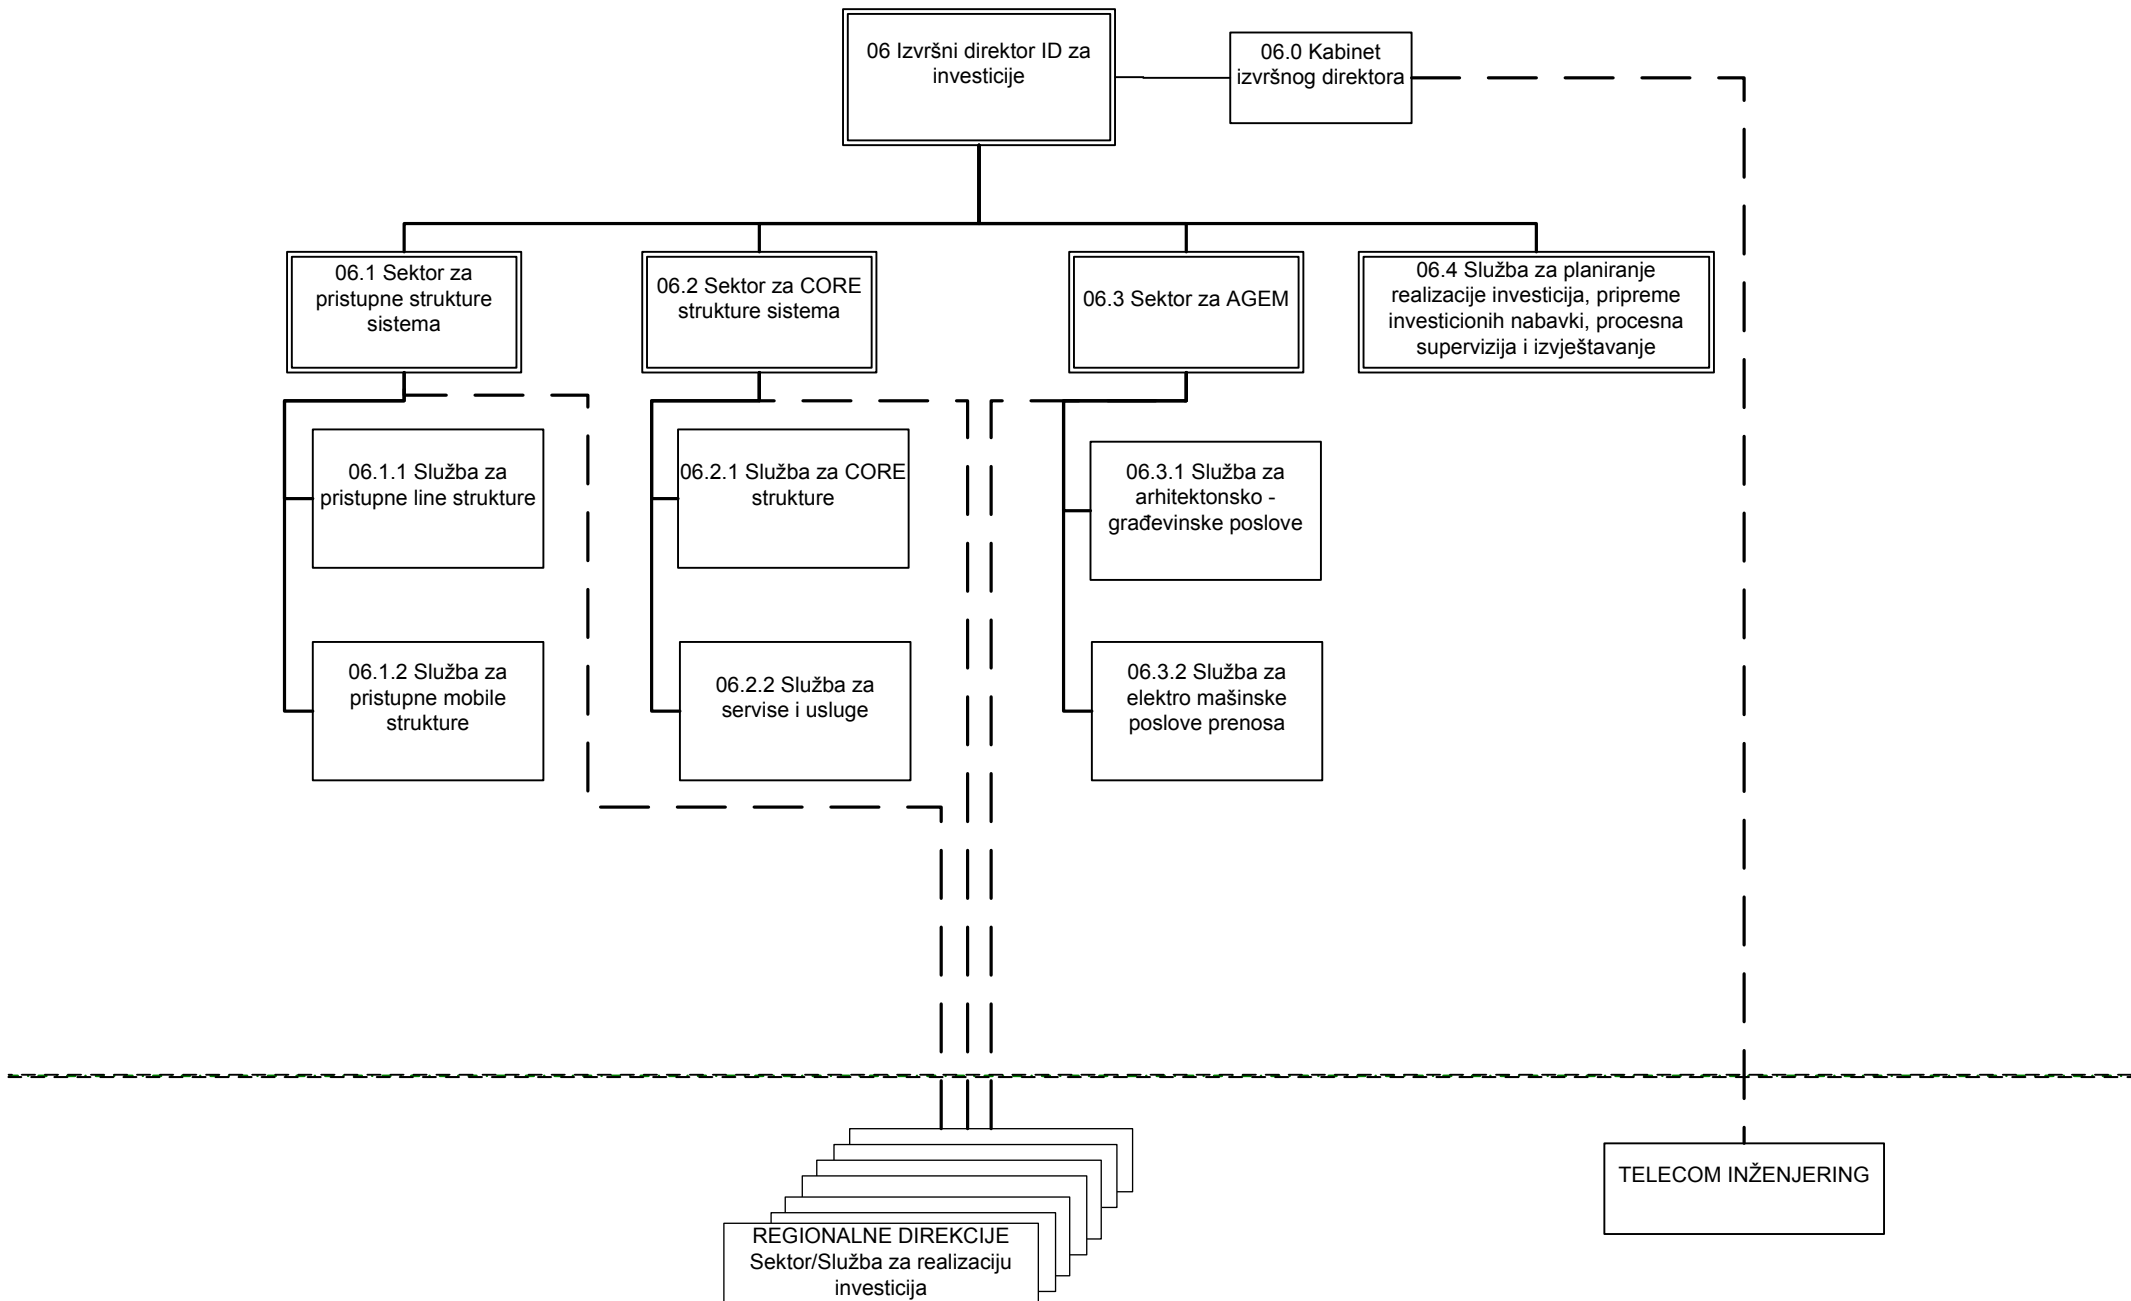 06 Izvršni direktor ID za
investicije
06.0 Kabinet
izvršnog direktora
06.1 Sektor za
pristupne strukture
sistema
06.2 Sektor za CORE
strukture sistema
06.3 Sektor za AGEM
06.4 Služba za planiranje
realizacije investicija, pripreme
investicionih nabavki, procesna
supervizija i izvještavanje
06.1.1 Služba za
pristupne line strukture
06.2.1 Služba za CORE
strukture
06.3.1 Služba za
arhitektonsko -
građevinske poslove
06.1.2 Služba za
pristupne mobile
strukture
06.2.2 Služba za
servise i usluge
06.3.2 Služba za
elektro mašinske
poslove prenosa
REGIONALNE DIREKCIJE
Sektor/Služba za realizaciju
investicija
TELECOM INŽENJERING